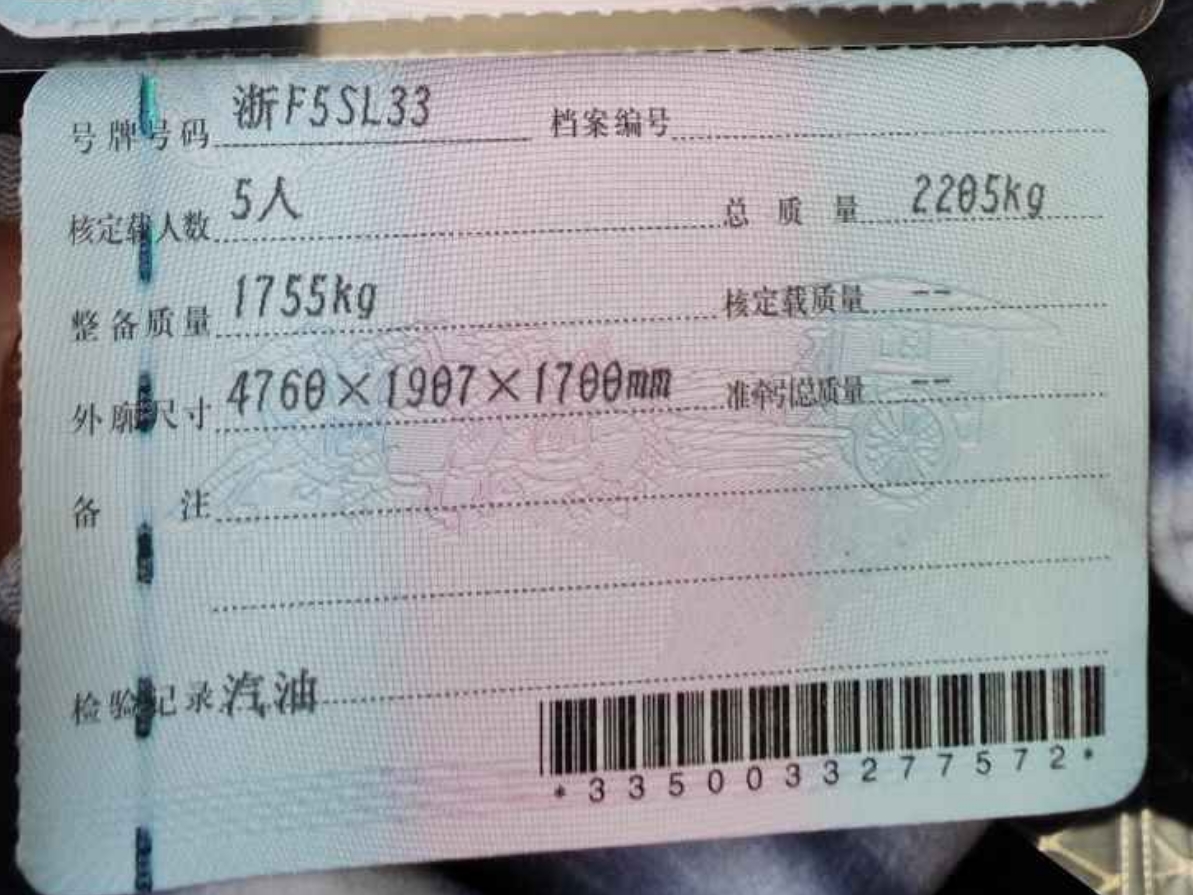 号牌号码 浙F5SL33 档案编号
核定载人数 5人 总质量 2205kg
整备质量 1755kg 核定载质量 --
外廓尺寸 4760×1907×1700mm 准牵引总质量 --
备注
检验记录 汽油
*3350033277572*